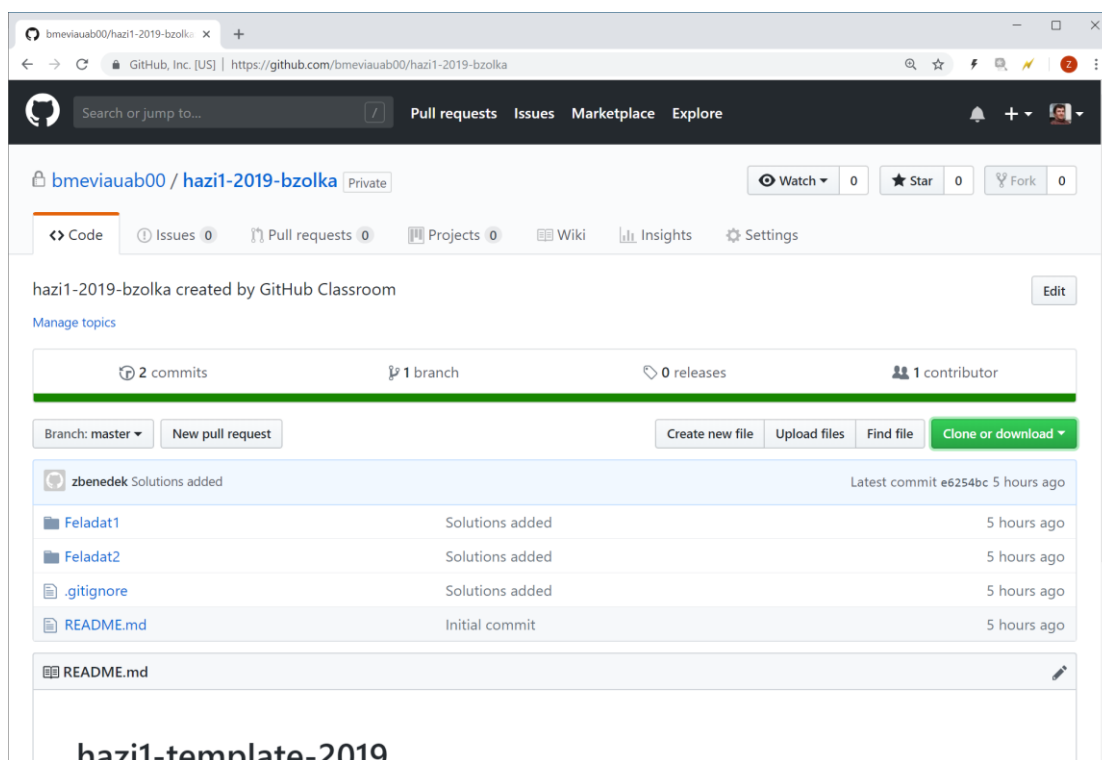 bmeviauab00/hazi1-2019-bzolka
GitHub, Inc. [US] | https://github.com/bmeviauab00/hazi1-2019-bzolka
Z
Search or jump to... /
Pull requests Issues Marketplace Explore
bmeviauab00 / hazi1-2019-bzolka Private
Watch 0 Star 0 Fork 0
Code Issues 0 Pull requests 0 Projects 0 Wiki Insights Settings
hazi1-2019-bzolka created by GitHub Classroom
Edit
Manage topics
2 commits 1 branch 0 releases 1 contributor
Branch: master New pull request Create new file Upload files Find file Clone or download
zbenedek Solutions added Latest commit e6254bc 5 hours ago
Feladat1 Solutions added 5 hours ago
Feladat2 Solutions added 5 hours ago
.gitignore Solutions added 5 hours ago
README.md Initial commit 5 hours ago
README.md
hazi1-template-2019